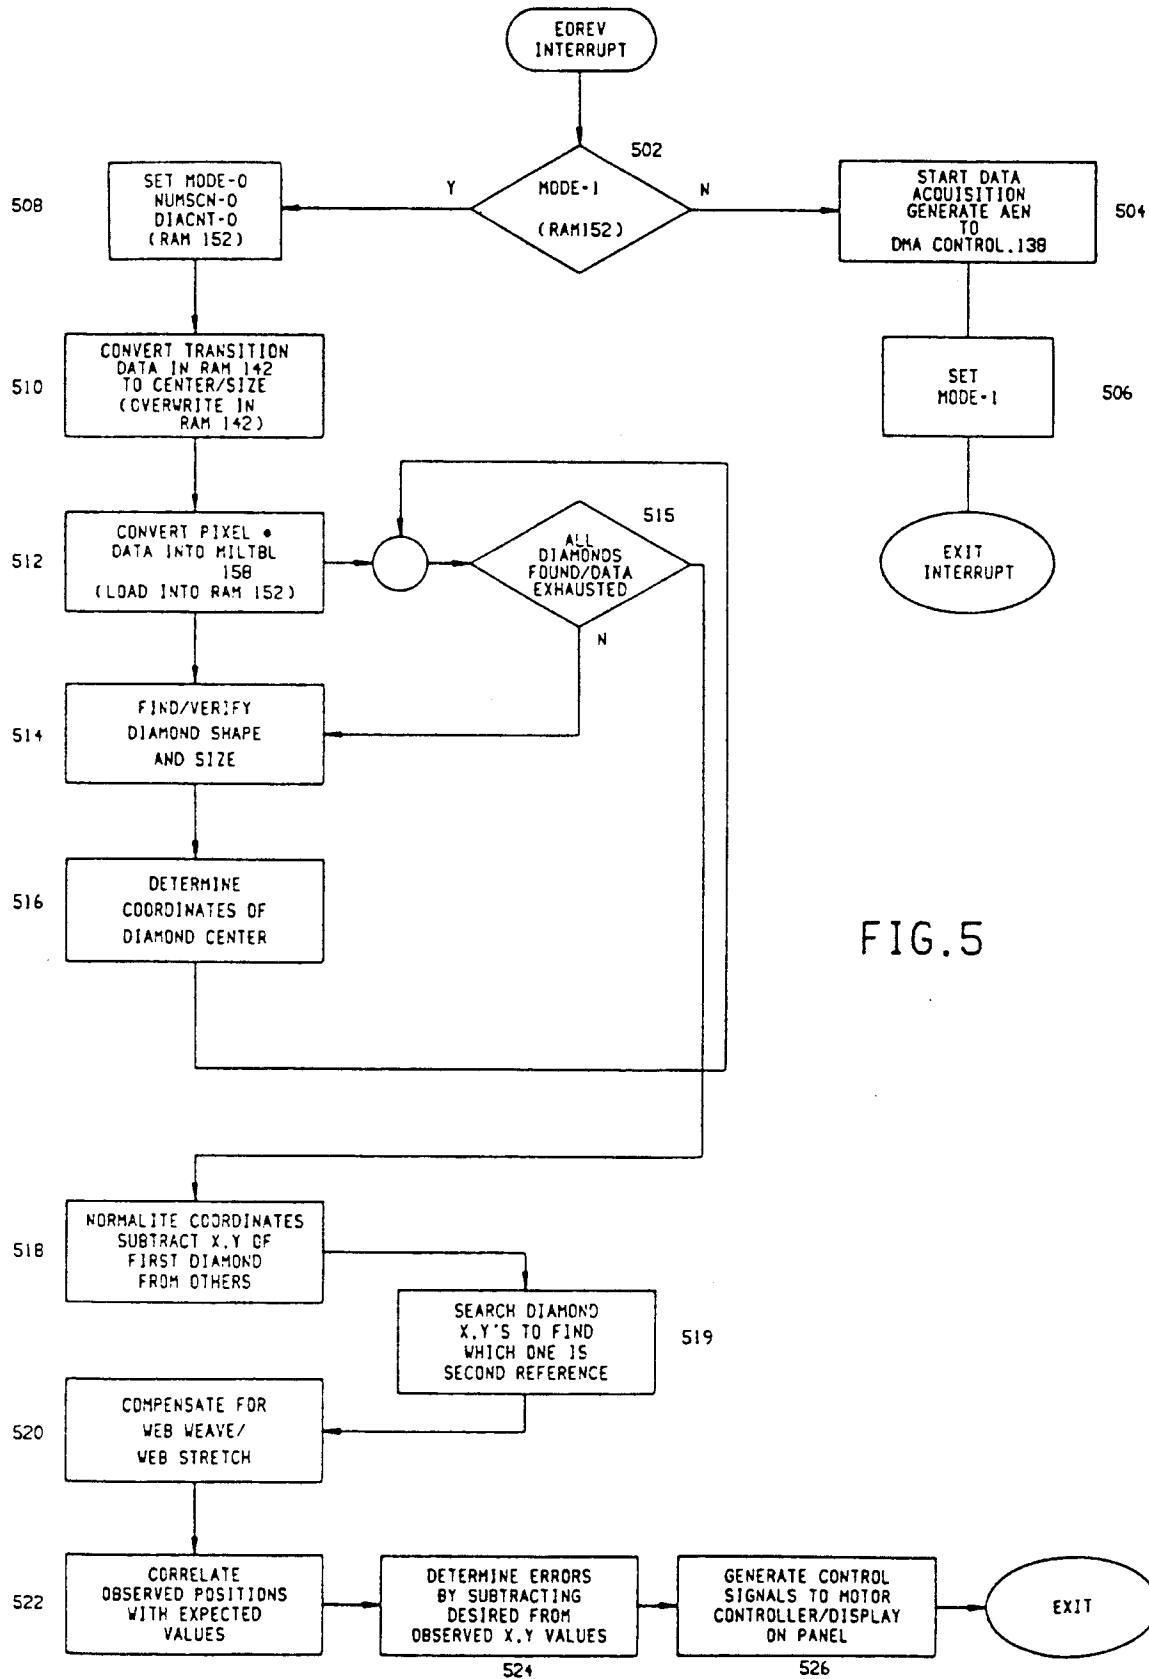 EOREV
INTERRUPT
502
MODE-1
(RAM152)
Y
N
508
SET MODE-0
NUMSCN-0
DIACNT-0
(RAM 152)
START DATA
ACQUISITION
GENERATE AEN
TO
DMA CONTROL.138
504
510
CONVERT TRANSITION
DATA IN RAM 142
TO CENTER/SIZE
(OVERWRITE IN
RAM 142)
SET
MODE-1
506
512
CONVERT PIXEL •
DATA INTO MILTBL
158
(LOAD INTO RAM 152)
515
ALL
DIAMONDS
FOUND/DATA
EXHAUSTED
N
EXIT
INTERRUPT
514
FIND/VERIFY
DIAMOND SHAPE
AND SIZE
516
DETERMINE
COORDINATES OF
DIAMOND CENTER
FIG.5
518
NORMALITE COORDINATES
SUBTRACT X,Y OF
FIRST DIAMOND
FROM OTHERS
SEARCH DIAMOND
X,Y'S TO FIND
WHICH ONE IS
SECOND REFERENCE
519
520
COMPENSATE FOR
WEB WEAVE/
WEB STRETCH
522
CORRELATE
OBSERVED POSITIONS
WITH EXPECTED
VALUES
DETERMINE ERRORS
BY SUBTRACTING
DESIRED FROM
OBSERVED X,Y VALUES
524
GENERATE CONTROL
SIGNALS TO MOTOR
CONTROLLER/DISPLAY
ON PANEL
526
EXIT